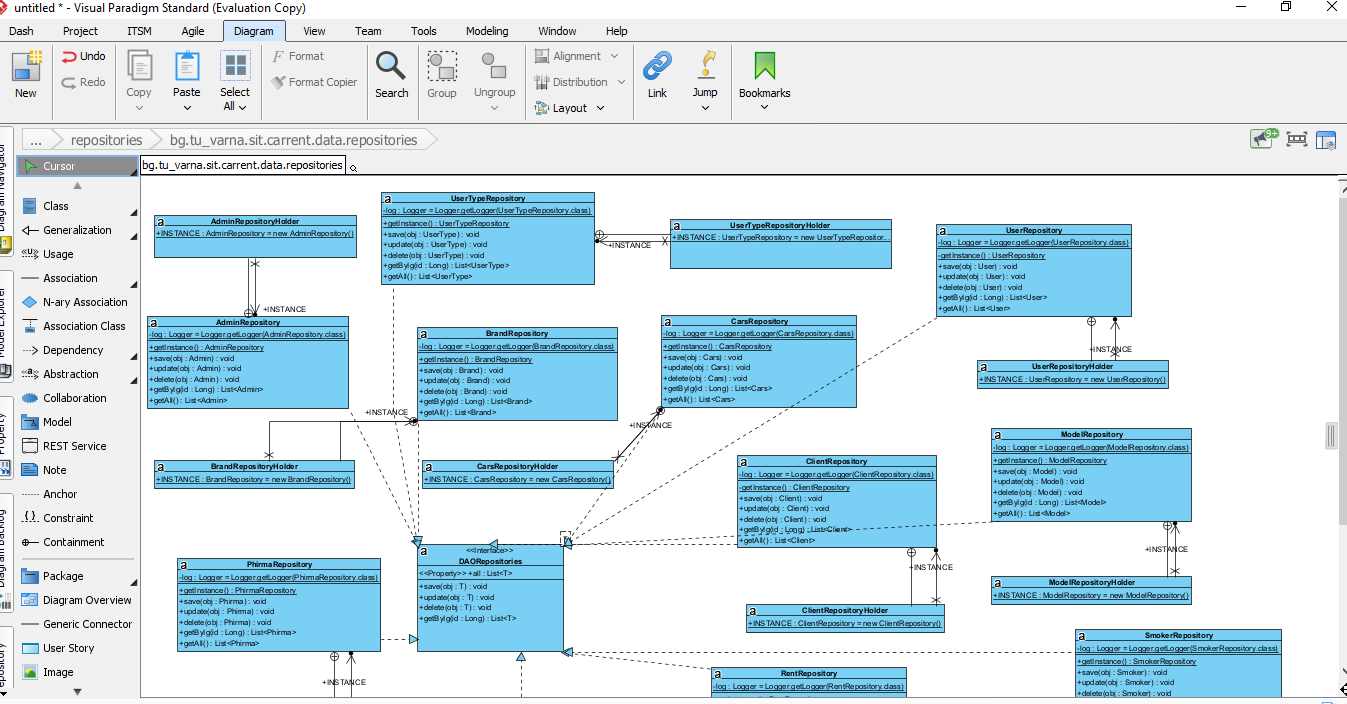 untitled * - Visual Paradigm Standard (Evaluation Copy)
Dash Project ITSM Agile Diagram View Team Tools Modeling Window Help
New
Undo
Redo
Copy
Paste
Select
All
Format
Format Copier
Search
Group
Ungroup
Alignment
Distribution
Layout
Link
Jump
Bookmarks
... repositories bg.tu_varna.sit.carrent.data.repositories
9+
bg.tu_varna.sit.carrent.data.repositories
Cursor
Class
Generalization
Usage
Association
N-ary Association
Association Class
Dependency
Abstraction
Collaboration
Model
REST Service
Note
Anchor
Constraint
Containment
Package
Diagram Overview
Generic Connector
User Story
Image
AdminRepositoryHolder
+INSTANCE : AdminRepository = new AdminRepository()
+INSTANCE
AdminRepository
-log : Logger = Logger.getLogger(AdminRepository.class)
+getInstance() : AdminRepository
+save(obj : Admin) : void
+update(obj : Admin) : void
+delete(obj : Admin) : void
+getByIg(id : Long) : List<Admin>
+getAll() : List<Admin>
UserTypeRepository
-log : Logger = Logger.getLogger(UserTypeRepository.class)
+getInstance() : UserTypeRepository
+save(obj : UserType) : void
+update(obj : UserType) : void
+delete(obj : UserType) : void
+getByIg(id : Long) : List<UserType>
+getAll() : List<UserType>
+INSTANCE
UserTypeRepositoryHolder
+INSTANCE : UserTypeRepository = new UserTypeRepositor...
UserRepository
-log : Logger = Logger.getLogger(UserRepository.class)
-getInstance() : UserRepository
+save(obj : User) : void
+update(obj : User) : void
+delete(obj : User) : void
+getByIg(id : Long) : List<User>
+getAll() : List<User>
+INSTANCE
UserRepositoryHolder
+INSTANCE : UserRepository = new UserRepository()
BrandRepository
-log : Logger = Logger.getLogger(BrandRepository.class)
+getInstance() : BrandRepository
+save(obj : Brand) : void
+update(obj : Brand) : void
+delete(obj : Brand) : void
+getByIg(id : Long) : List<Brand>
+getAll() : List<Brand>
+INSTANCE
BrandRepositoryHolder
+INSTANCE : BrandRepository = new BrandRepository()
CarsRepository
-log : Logger = Logger.getLogger(CarsRepository.class)
+getInstance() : CarsRepository
+save(obj : Cars) : void
+update(obj : Cars) : void
+delete(obj : Cars) : void
+getByIg(id : Long) : List<Cars>
+getAll() : List<Cars>
+INSTANCE
CarsRepositoryHolder
+INSTANCE : CarsRepository = new CarsRepository()
ClientRepository
-log : Logger = Logger.getLogger(ClientRepository.class)
-getInstance() : ClientRepository
+save(obj : Client) : void
+update(obj : Client) : void
+delete(obj : Client) : void
+getByIg(id : Long) : List<Client>
+getAll() : List<Client>
+INSTANCE
ClientRepositoryHolder
+INSTANCE : ClientRepository = new ClientRepository()
ModelRepository
-log : Logger = Logger.getLogger(ModelRepository.class)
+getInstance() : ModelRepository
+save(obj : Model) : void
+update(obj : Model) : void
+delete(obj : Model) : void
+getByIg(id : Long) : List<Model>
+getAll() : List<Model>
+INSTANCE
ModelRepositoryHolder
+INSTANCE : ModelRepository = new ModelRepository()
<<Interface>>
DAORepositories
<<Property>> +all : List<T>
+save(obj : T) : void
+update(obj : T) : void
+delete(obj : T) : void
+getByIg(id : Long) : List<T>
PhirmaRepository
-log : Logger = Logger.getLogger(PhirmaRepository.class)
+getInstance() : PhirmaRepository
+save(obj : Phirma) : void
+update(obj : Phirma) : void
+delete(obj : Phirma) : void
+getByIg(id : Long) : List<Phirma>
+getAll() : List<Phirma>
+INSTANCE
RentRepository
-log : Logger = Logger.getLogger(RentRepository.class)
SmokerRepository
-log : Logger = Logger.getLogger(SmokerRepository.class)
+getInstance() : SmokerRepository
+save(obj : Smoker) : void
+update(obj : Smoker) : void
+delete(obj : Smoker) : void